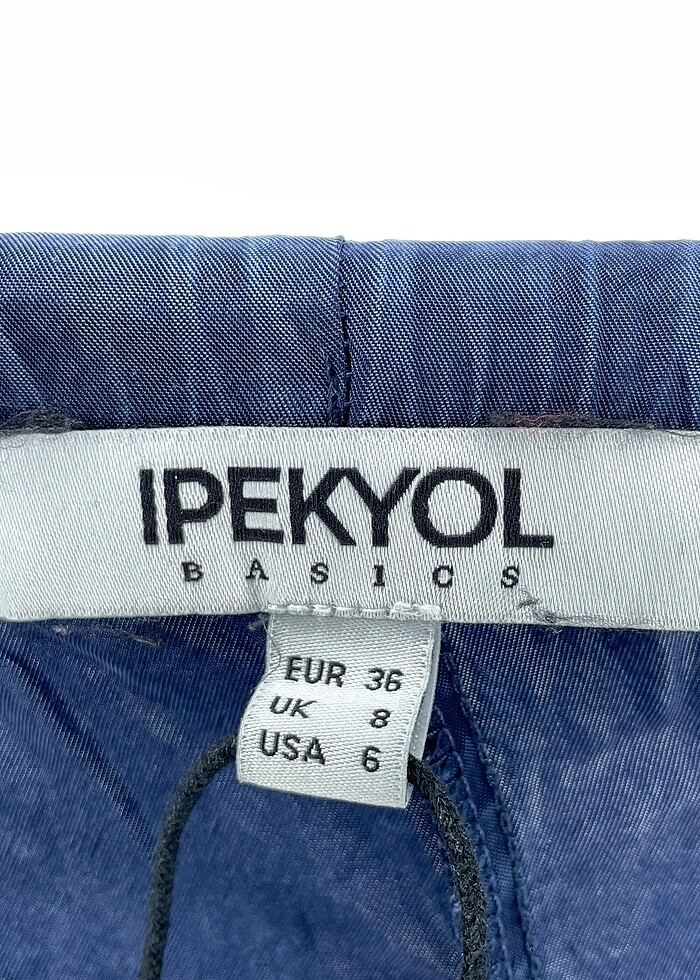 IPEKYOL
BASICS
EUR 36
UK 8
USA 6